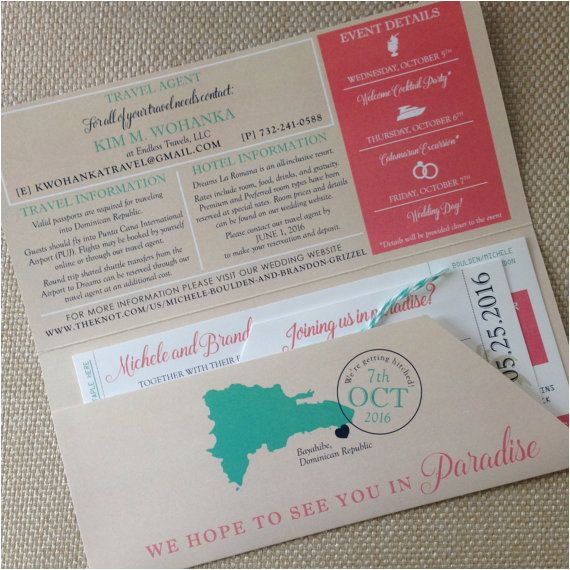 TRAVEL AGENT
For all of your travel needs contact:
KIM M. WOHANKA
at Endless Travels, LLC
[E] KWOHANKATRAVEL@GMAIL.COM
[P] 732-241-0588
TRAVEL INFORMATION
Valid passports are required for traveling
into Dominican Republic.
Guests should fly into Punta Cana International
Airport (PUJ). Flights may be booked by yourself
online or through our travel agent.
Round trip shared shuttle transfers from the
Airport to Dreams can be reserved through our
travel agent at an additional cost.
HOTEL INFORMATION
Dreams La Romana is an all-inclusive resort.
Rates include room, food, drinks, and gratuity.
Premium and Preferred room types have been
reserved at special rates. Room prices and details
can be found on our wedding website.
Please contact our travel agent by
JUNE 1, 2016
to make your reservation and deposit.
FOR MORE INFORMATION PLEASE VISIT OUR WEDDING WEBSITE
WWW.THEKNOT.COM/US/MICHELE-BOULDEN-AND-BRANDON-GRIZZEL
EVENT DETAILS
WEDNESDAY, OCTOBER 5TH
Welcome Cocktail Party*
THURSDAY, OCTOBER 6TH
Catamaran Excursion*
FRIDAY, OCTOBER 7TH
Wedding Day!
*Details will be provided closer to the event
STAPLE HERE
Michele and Brand
TOGETHER WITH THEIR
Joining us in paradise?
BOULDEN/MICHELE
05.25.2016
We're getting hitched!
7th
OCT
2016
Bayahibe,
Dominican Republic
WE HOPE TO SEE YOU IN Paradise